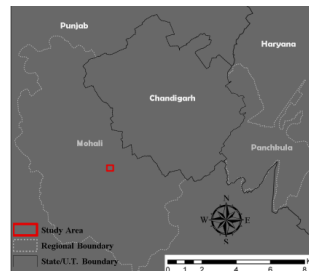 Punjab
Haryana
Chandigarh
Mohali
Panchkula
N
W
E
S
Study Area
Regional Boundary
State/U.T. Boundary
0 1 2 4 6 8